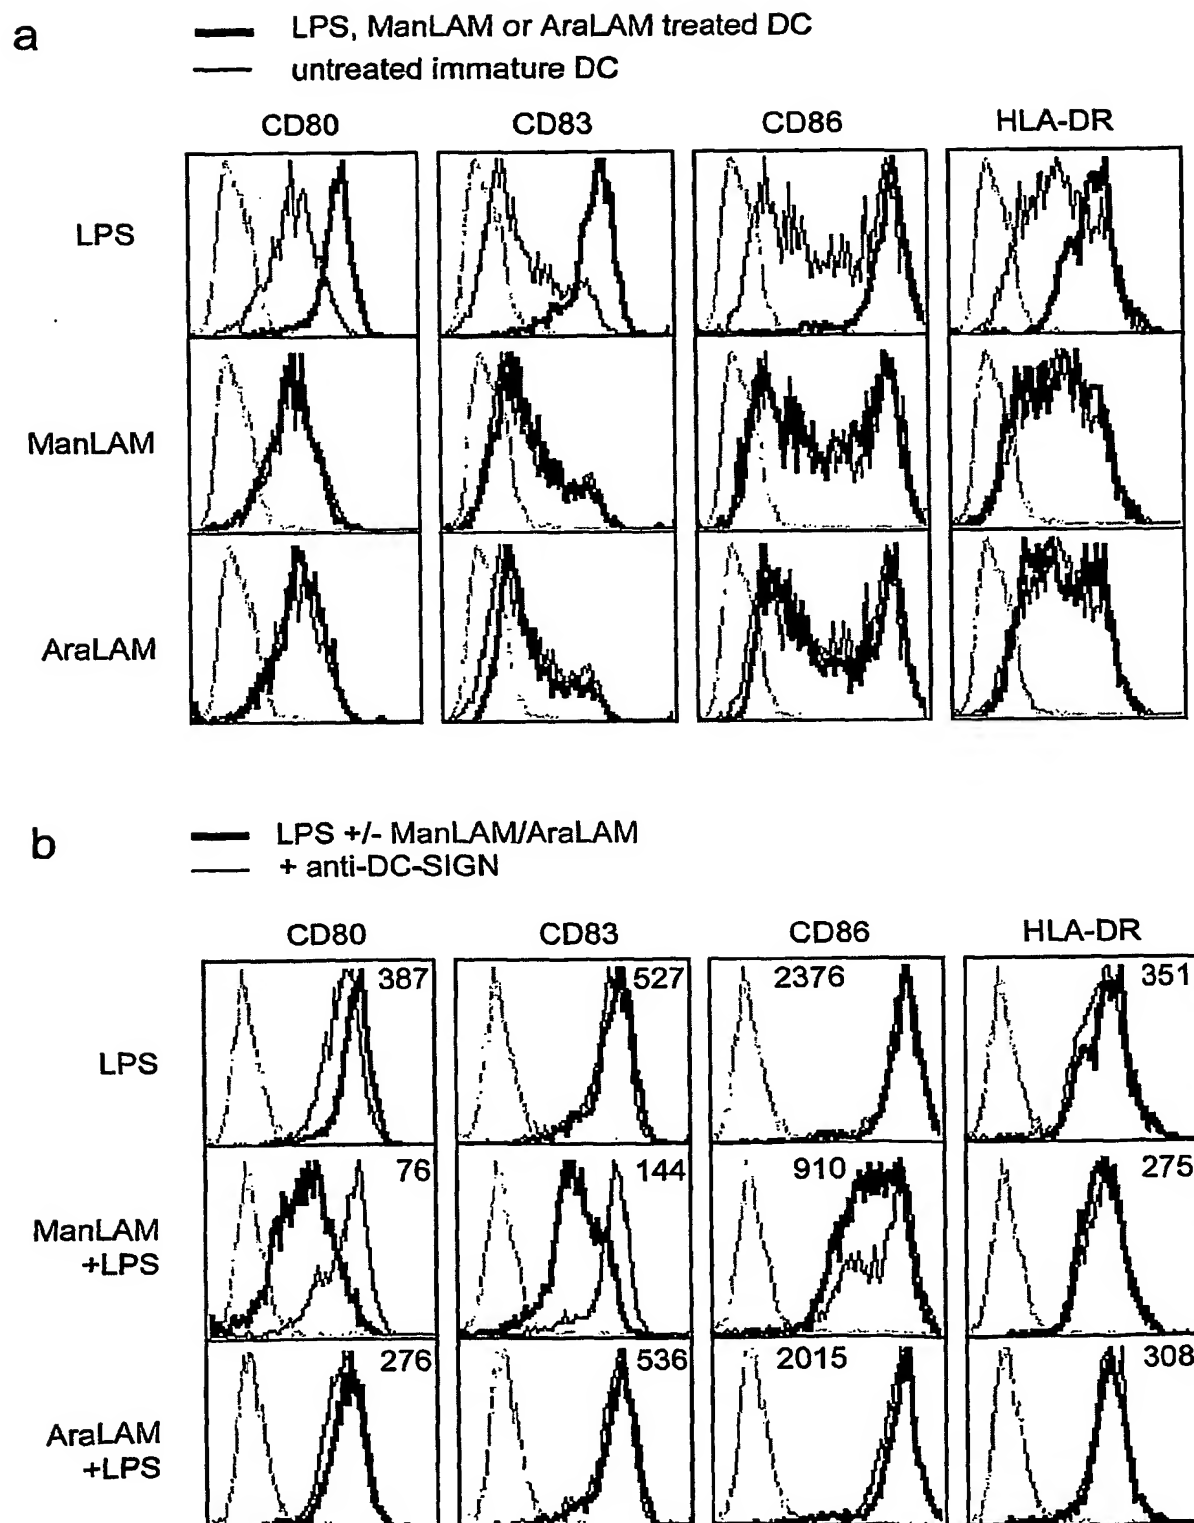 a
LPS, ManLAM or AraLAM treated DC
untreated immature DC
CD80 CD83 CD86 HLA-DR
LPS
ManLAM
AraLAM
b
LPS +/- ManLAM/AraLAM
+ anti-DC-SIGN
CD80 CD83 CD86 HLA-DR
LPS 387 527 2376 351
ManLAM
+LPS
76 144 910 275
AraLAM
+LPS
276 536 2015 308